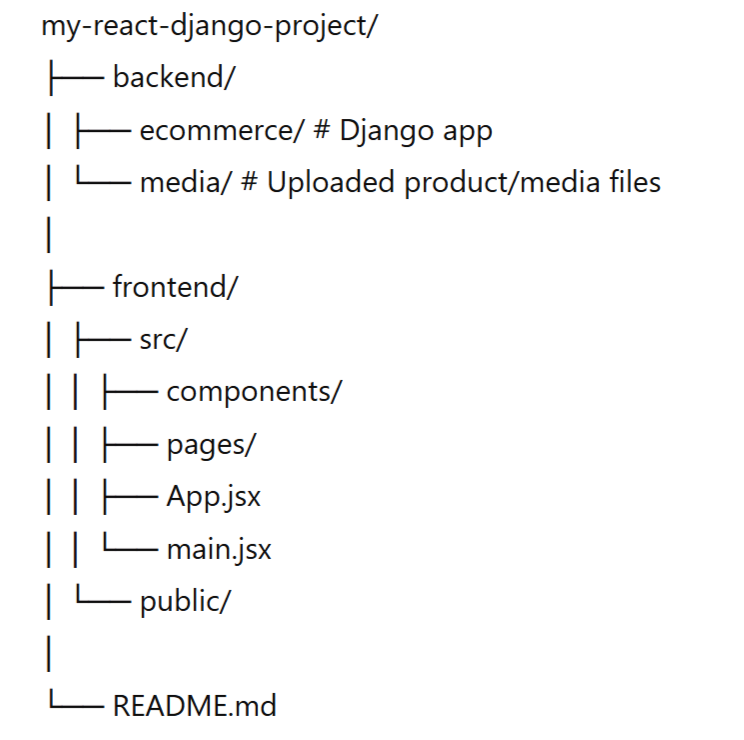 my-react-django-project/
├── backend/
│ ├── ecommerce/ # Django app
│ └── media/ # Uploaded product/media files
│
├── frontend/
│ ├── src/
│ │ ├── components/
│ │ ├── pages/
│ │ ├── App.jsx
│ │ └── main.jsx
│ └── public/
│
└── README.md